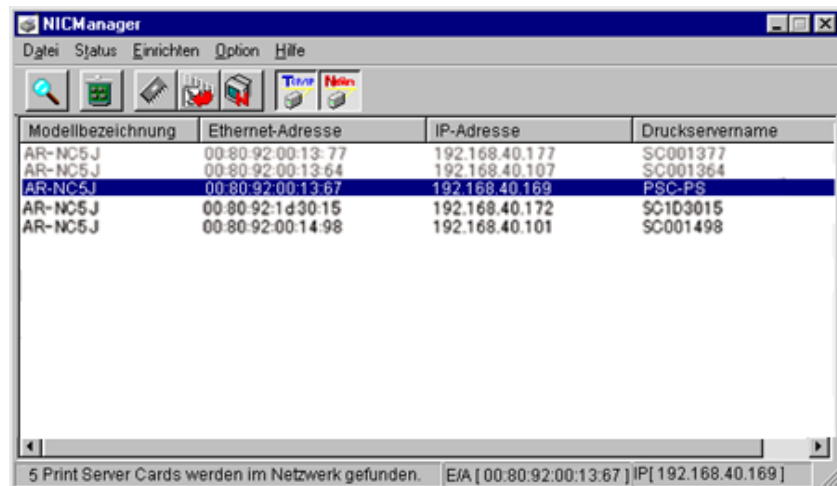 NICManager
Datei Status Einrichten Option Hilfe
Modellbezeichnung Ethernet-Adresse IP-Adresse Druckservername
AR-NC5J 00:80:92:00:13:77 192.168.40.177 SC001377
AR-NC5J 00:80:92:00:13:64 192.168.40.107 SC001364
AR-NC5J 00:80:92:00:13:67 192.168.40.169 PSC-PS
AR-NC5J 00:80:92:1d30:15 192.168.40.172 SC1D3015
AR-NC5J 00:80:92:00:14:98 192.168.40.101 SC001498
5 Print Server Cards werden im Netzwerk gefunden. E/A [ 00:80:92:00:13:67 ] IP[ 192.168.40.169 ]